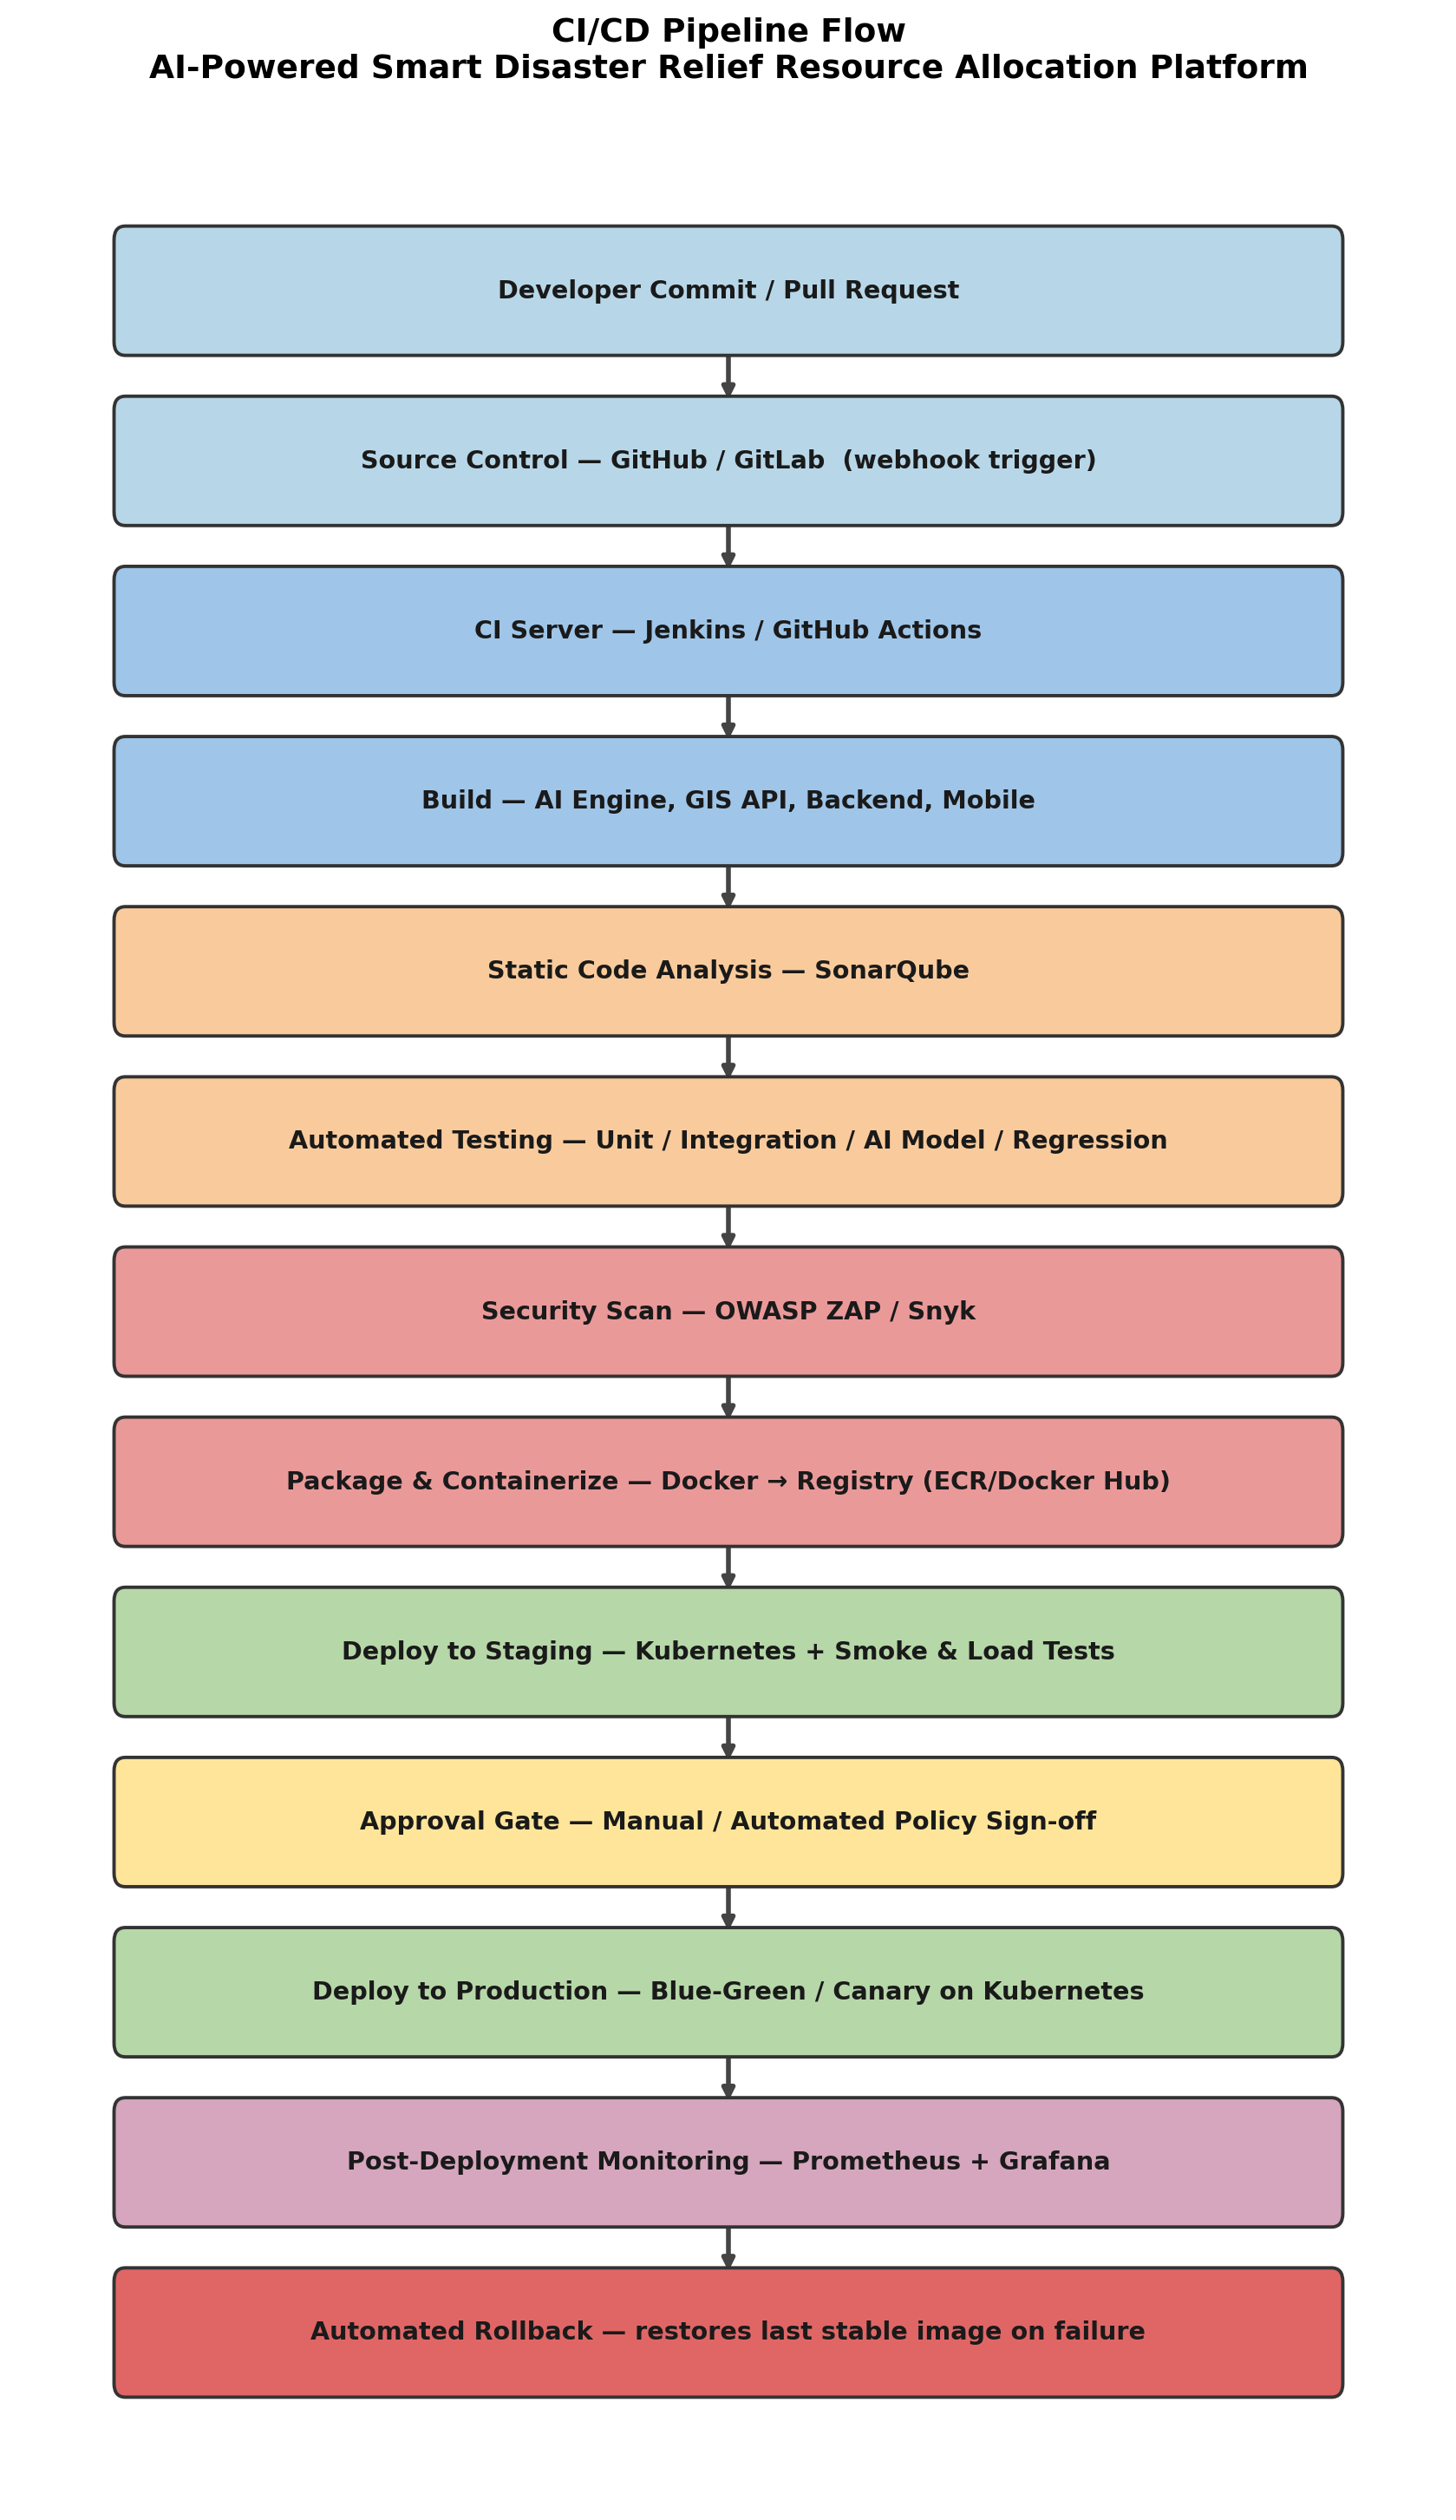 CI/CD Pipeline Flow
AI-Powered Smart Disaster Relief Resource Allocation Platform
Developer Commit / Pull Request
Source Control — GitHub / GitLab  (webhook trigger)
CI Server — Jenkins / GitHub Actions
Build — AI Engine, GIS API, Backend, Mobile
Static Code Analysis — SonarQube
Automated Testing — Unit / Integration / AI Model / Regression
Security Scan — OWASP ZAP / Snyk
Package & Containerize — Docker → Registry (ECR/Docker Hub)
Deploy to Staging — Kubernetes + Smoke & Load Tests
Approval Gate — Manual / Automated Policy Sign-off
Deploy to Production — Blue-Green / Canary on Kubernetes
Post-Deployment Monitoring — Prometheus + Grafana
Automated Rollback — restores last stable image on failure